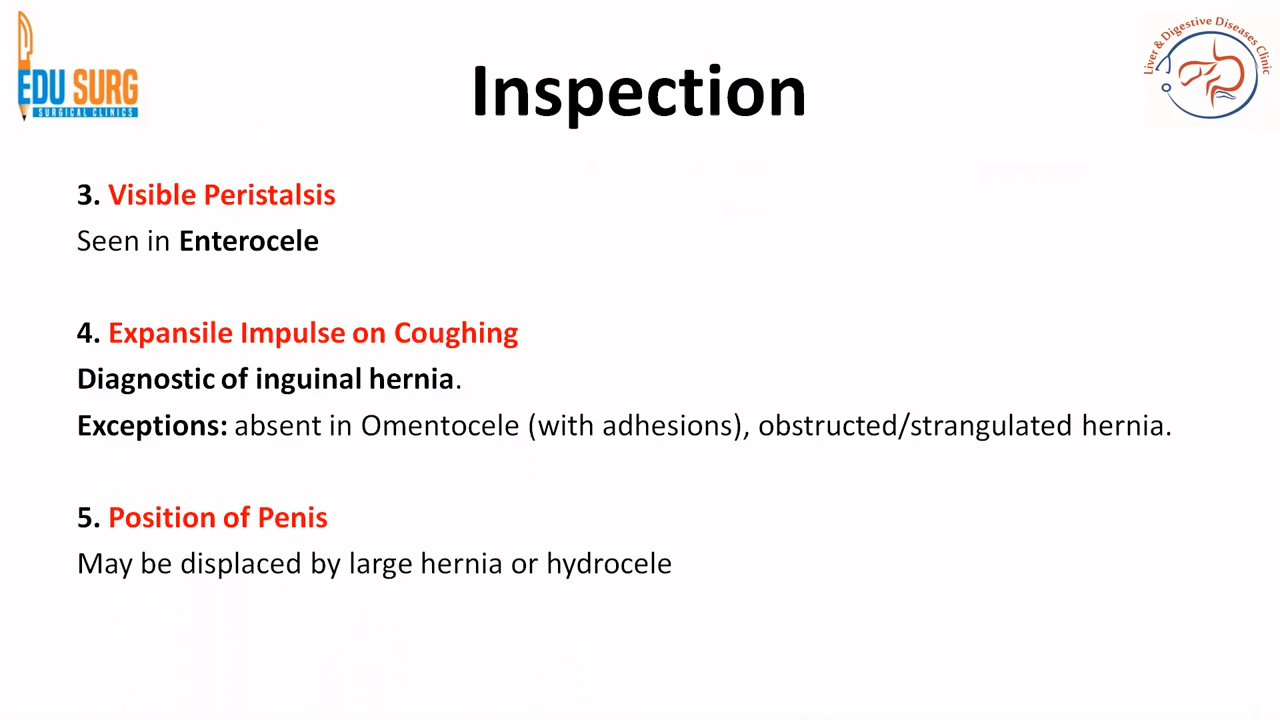 EDU SURG
SURGICAL CLINICS
Liver & Digestive Diseases Clinic
Inspection
3. Visible Peristalsis
Seen in Enterocele
4. Expansile Impulse on Coughing
Diagnostic of inguinal hernia.
Exceptions: absent in Omentocele (with adhesions), obstructed/strangulated hernia.
5. Position of Penis
May be displaced by large hernia or hydrocele